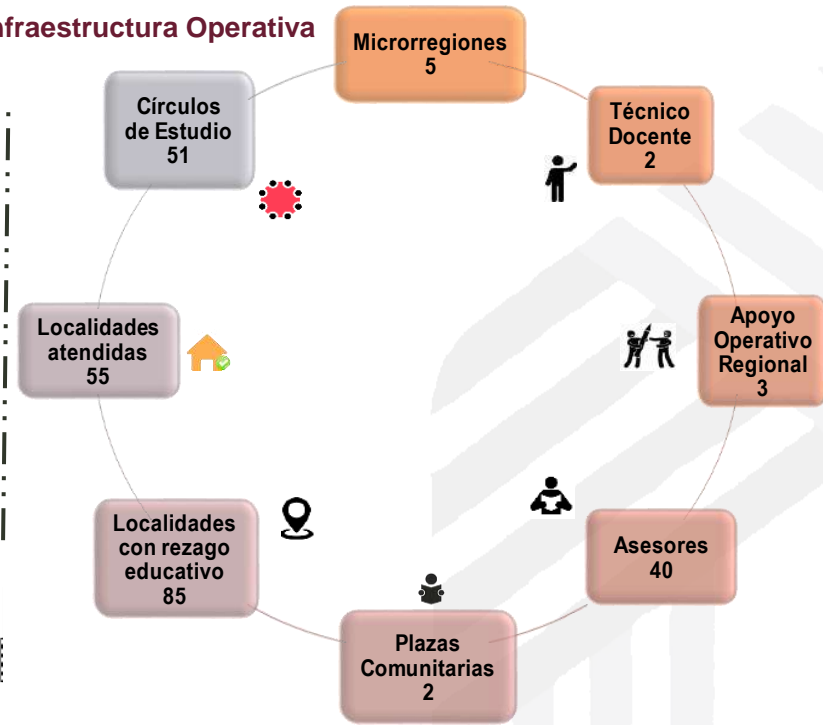 nfraestructura Operativa
Microrregiones
5
Técnico
Docente
2
Apoyo
Operativo
Regional
3
Asesores
40
Plazas
Comunitarias
2
Localidades
con rezago
educativo
85
Localidades
atendidas
55
Círculos
de Estudio
51